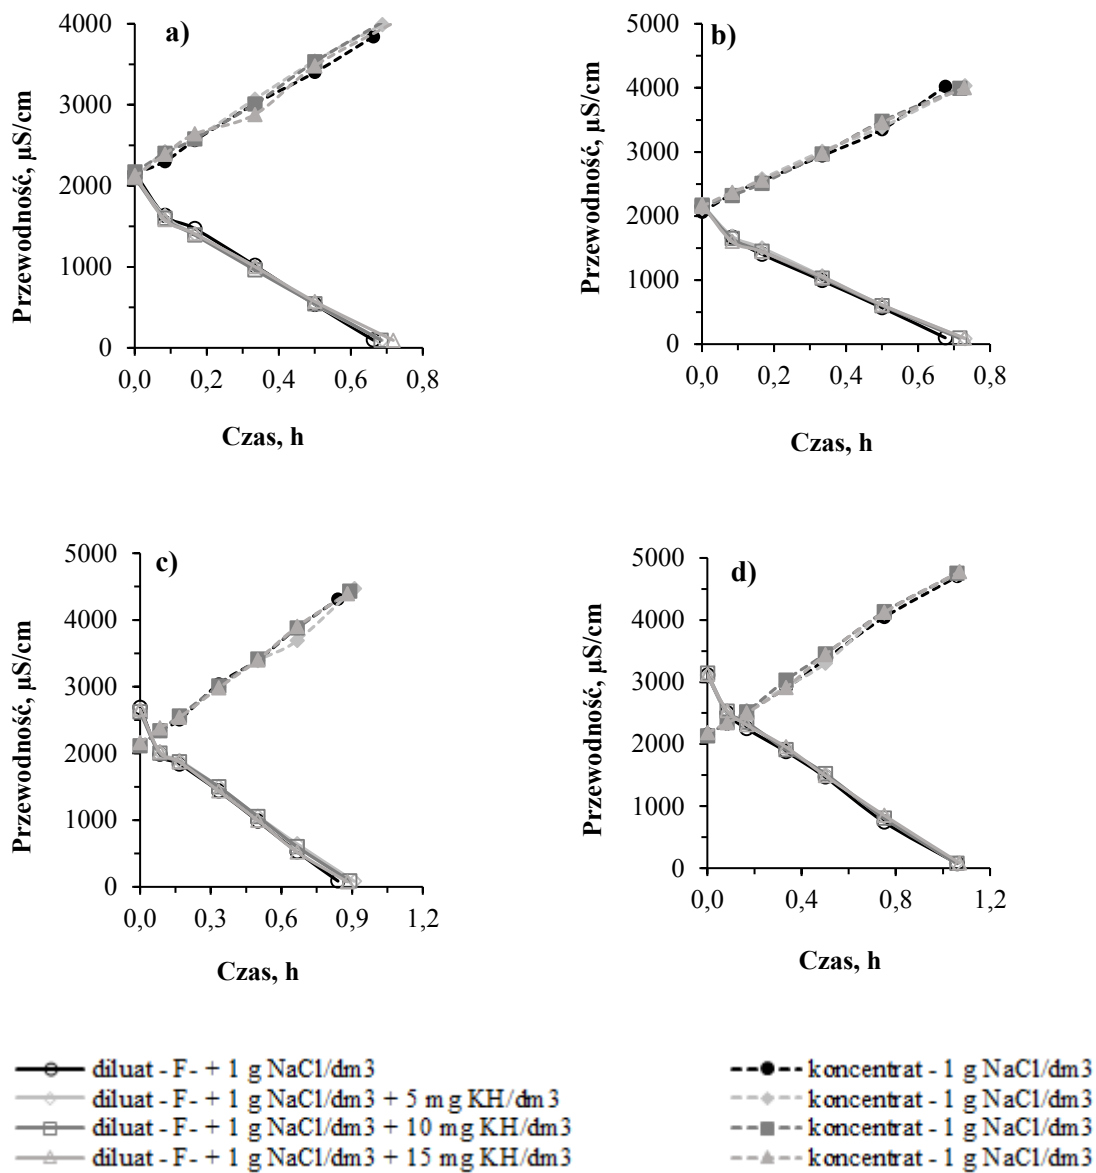 a)
4000
3000
2000
1000
0
0,0 0,2 0,4 0,6 0,8
Przewodność, µS/cm
Czas, h
b)
5000
4000
3000
2000
1000
0
0,0 0,2 0,4 0,6 0,8
Przewodność, µS/cm
Czas, h
c)
5000
4000
3000
2000
1000
0
0,0 0,3 0,6 0,9 1,2
Przewodność, µS/cm
Czas, h
d)
5000
4000
3000
2000
1000
0
0,0 0,4 0,8 1,2
Przewodność, µS/cm
Czas, h
diluat - F- + 1 g NaCl/dm3
diluat - F- + 1 g NaCl/dm3 + 5 mg KH/dm3
diluat - F- + 1 g NaCl/dm3 + 10 mg KH/dm3
diluat - F- + 1 g NaCl/dm3 + 15 mg KH/dm3
koncentrat - 1 g NaCl/dm3
koncentrat - 1 g NaCl/dm3
koncentrat - 1 g NaCl/dm3
koncentrat - 1 g NaCl/dm3